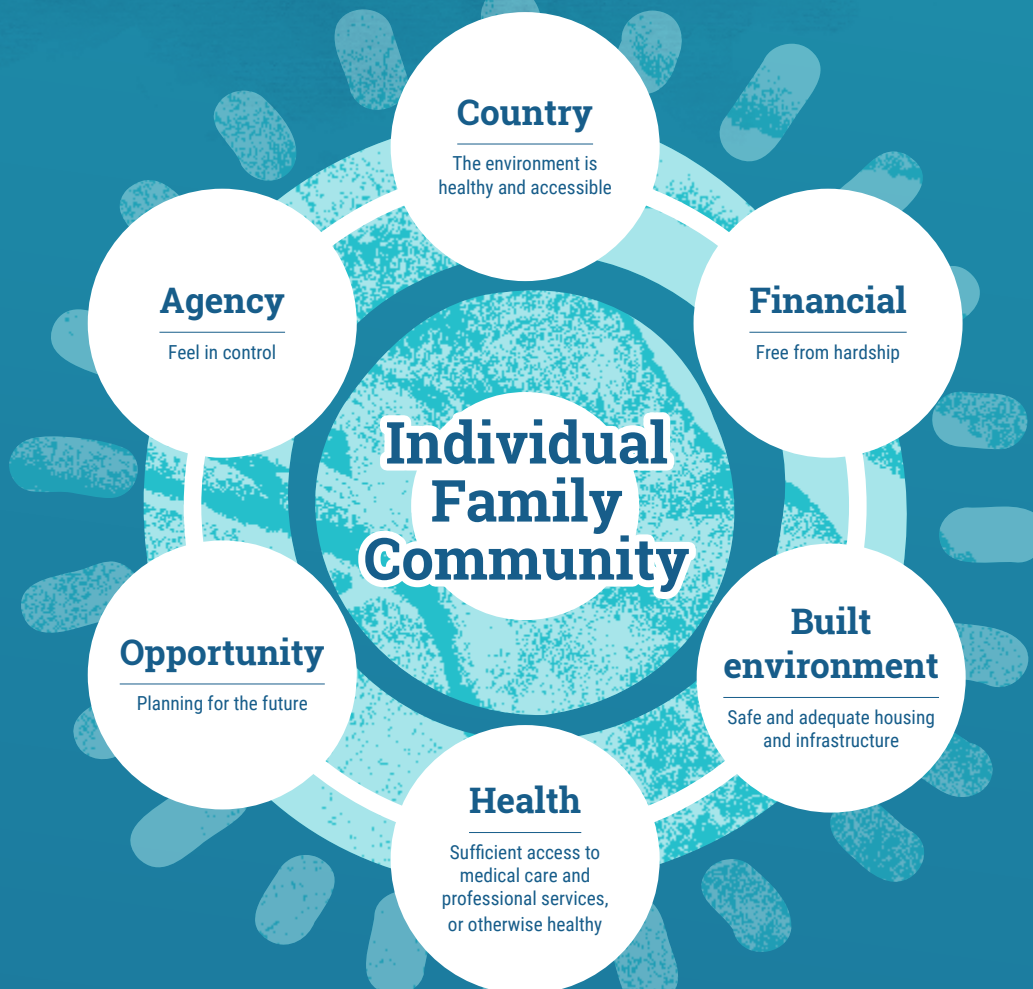 Country
The environment is
healthy and accessible
Financial
Free from hardship
Built
environment
Safe and adequate housing
and infrastructure
Health
Sufficient access to
medical care and
professional services,
or otherwise healthy
Opportunity
Planning for the future
Agency
Feel in control
Individual
Family
Community